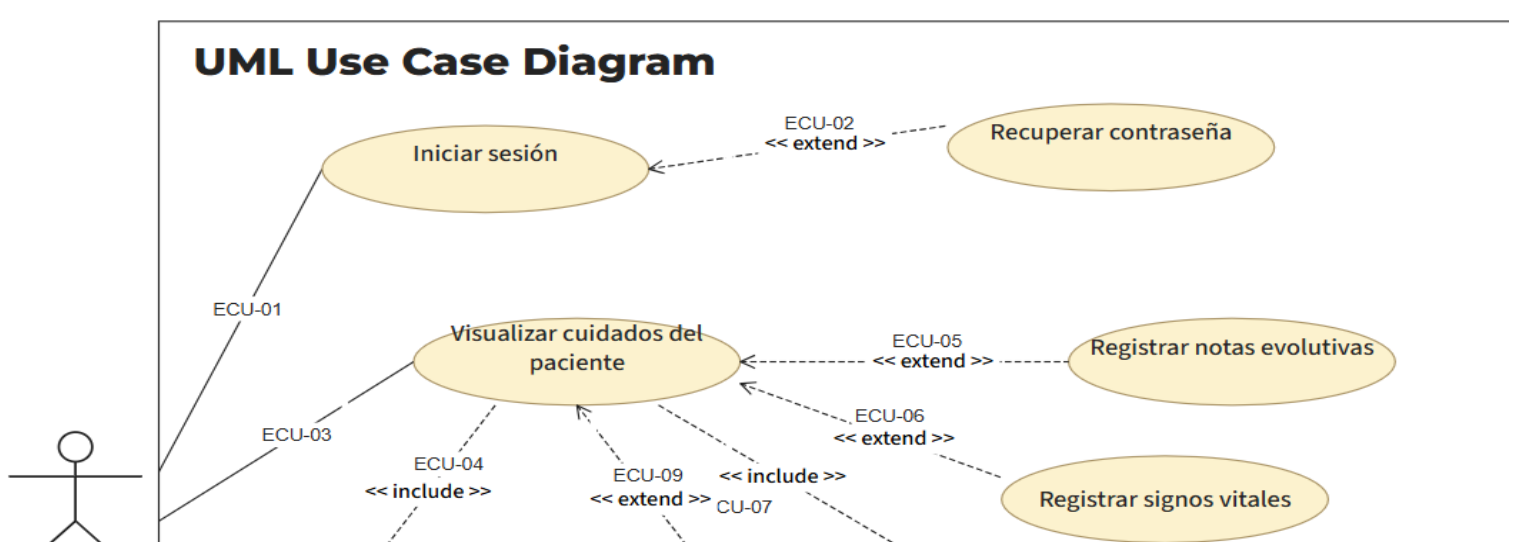 UML Use Case Diagram
ECU-02
<< extend >>
Recuperar contraseña
Iniciar sesión
ECU-01
Visualizar cuidados del
paciente
ECU-05
<< extend >>
Registrar notas evolutivas
ECU-06
<< extend >>
ECU-03
ECU-04
<< include >>
ECU-09
<< extend >>
<< include >>
CU-07
Registrar signos vitales